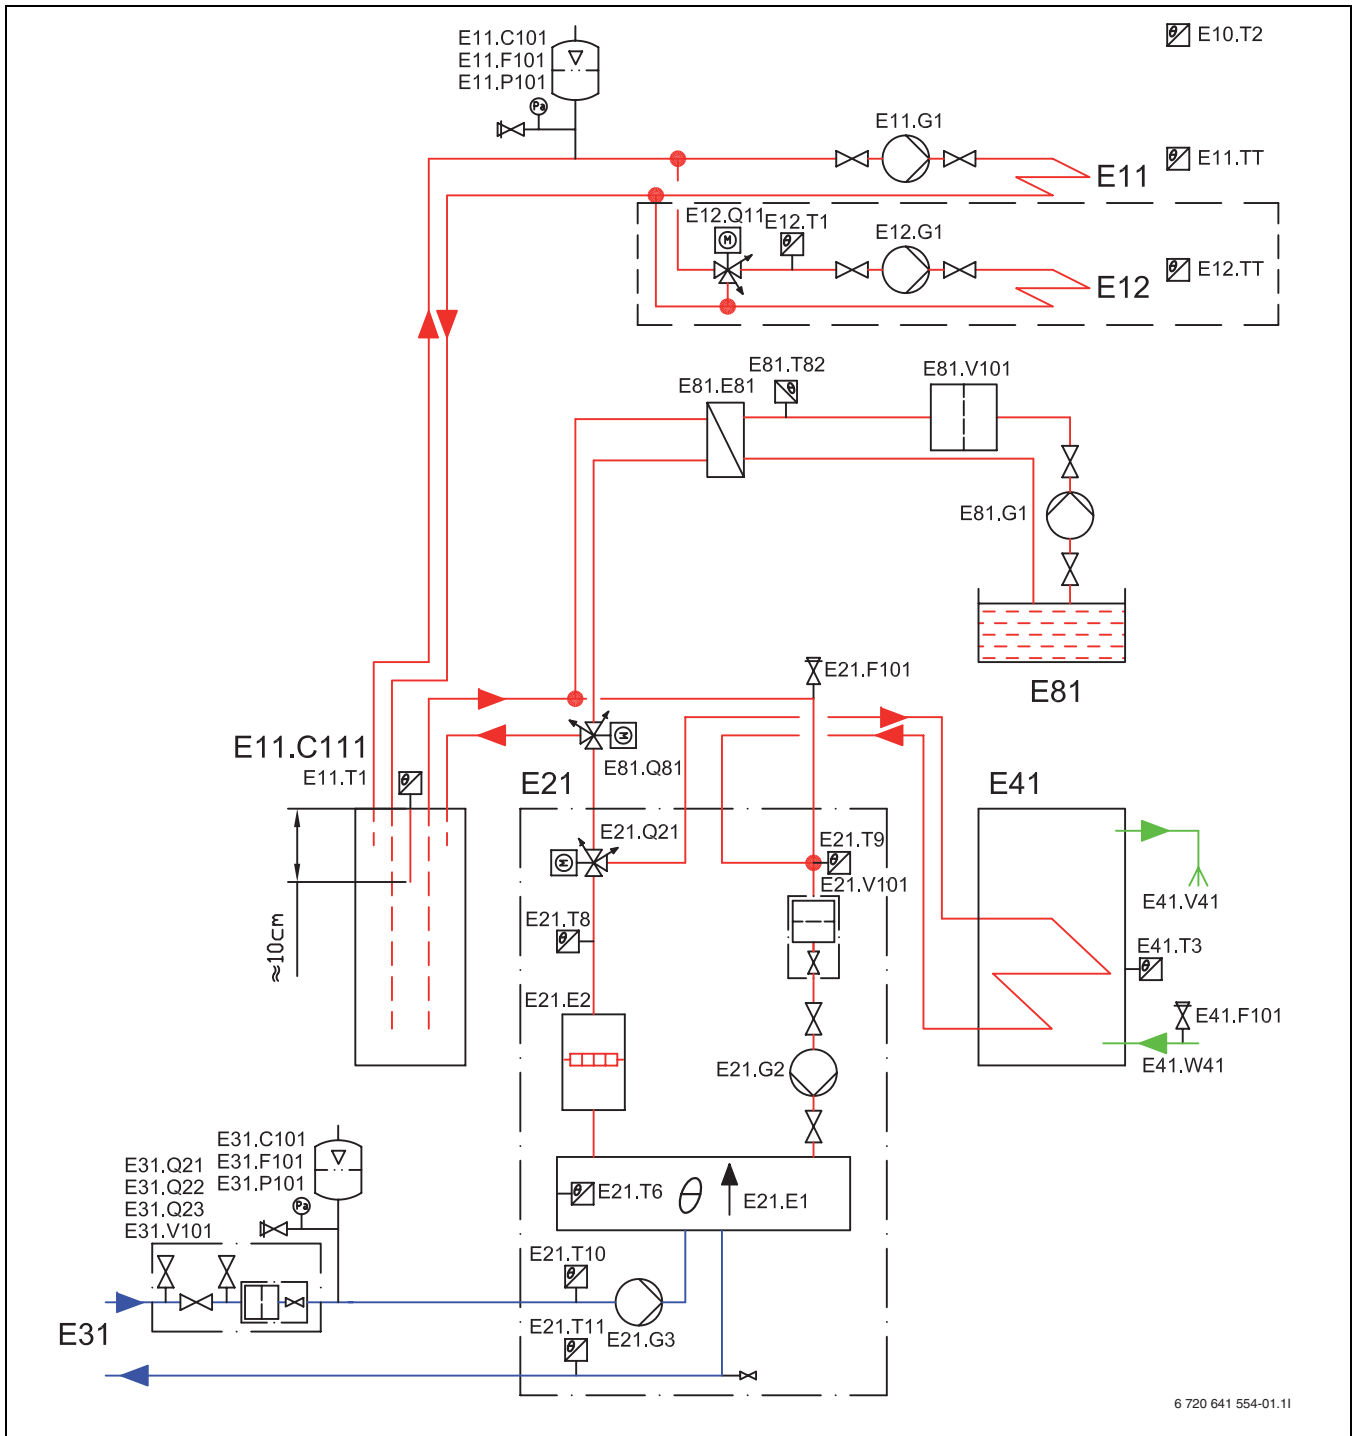 E11.C101
E11.F101
E11.P101
Pa
E10.T2
θ
E11.G1
E11
E11.TT
θ
E12.Q11
M
E12.T1
θ
E12.G1
E12
E12.TT
θ
E81.E81
E81.T82
θ
E81.V101
E81.G1
E81
E21.F101
E11.C111
E11.T1
θ
M
E81.Q81
E21
E41
≈10cm
M
E21.Q21
E21.T9
θ
E21.V101
E21.T8
θ
E21.E2
E21.G2
E41.V41
E41.T3
θ
E41.F101
E41.W41
E31.C101
E31.F101
E31.P101
Pa
E31.Q21
E31.Q22
E31.Q23
E31.V101
θ
E21.T6
θ
E21.E1
E21.T10
θ
E21.G3
E21.T11
θ
E31
6 720 641 554-01.1I